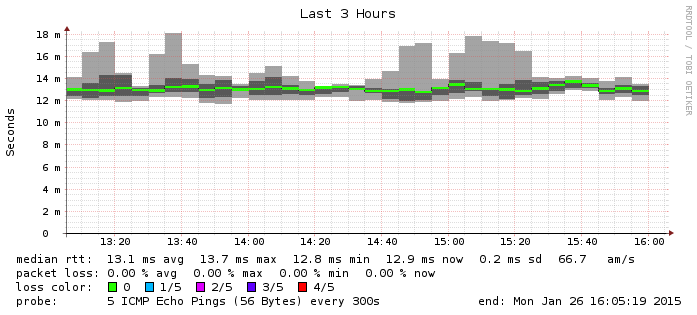 Last 3 Hours
RRDTOOL / TOBI OETIKER
Seconds
18 m
16 m
14 m
12 m
10 m
8 m
6 m
4 m
2 m
0
13:20 13:40 14:00 14:20 14:40 15:00 15:20 15:40 16:00
median rtt: 13.1 ms avg 13.7 ms max 12.8 ms min 12.9 ms now 0.2 ms sd 66.7 am/s
packet loss: 0.00 % avg 0.00 % max 0.00 % min 0.00 % now
loss color: 0 1/5 2/5 3/5 4/5
probe: 5 ICMP Echo Pings (56 Bytes) every 300s end: Mon Jan 26 16:05:19 2015